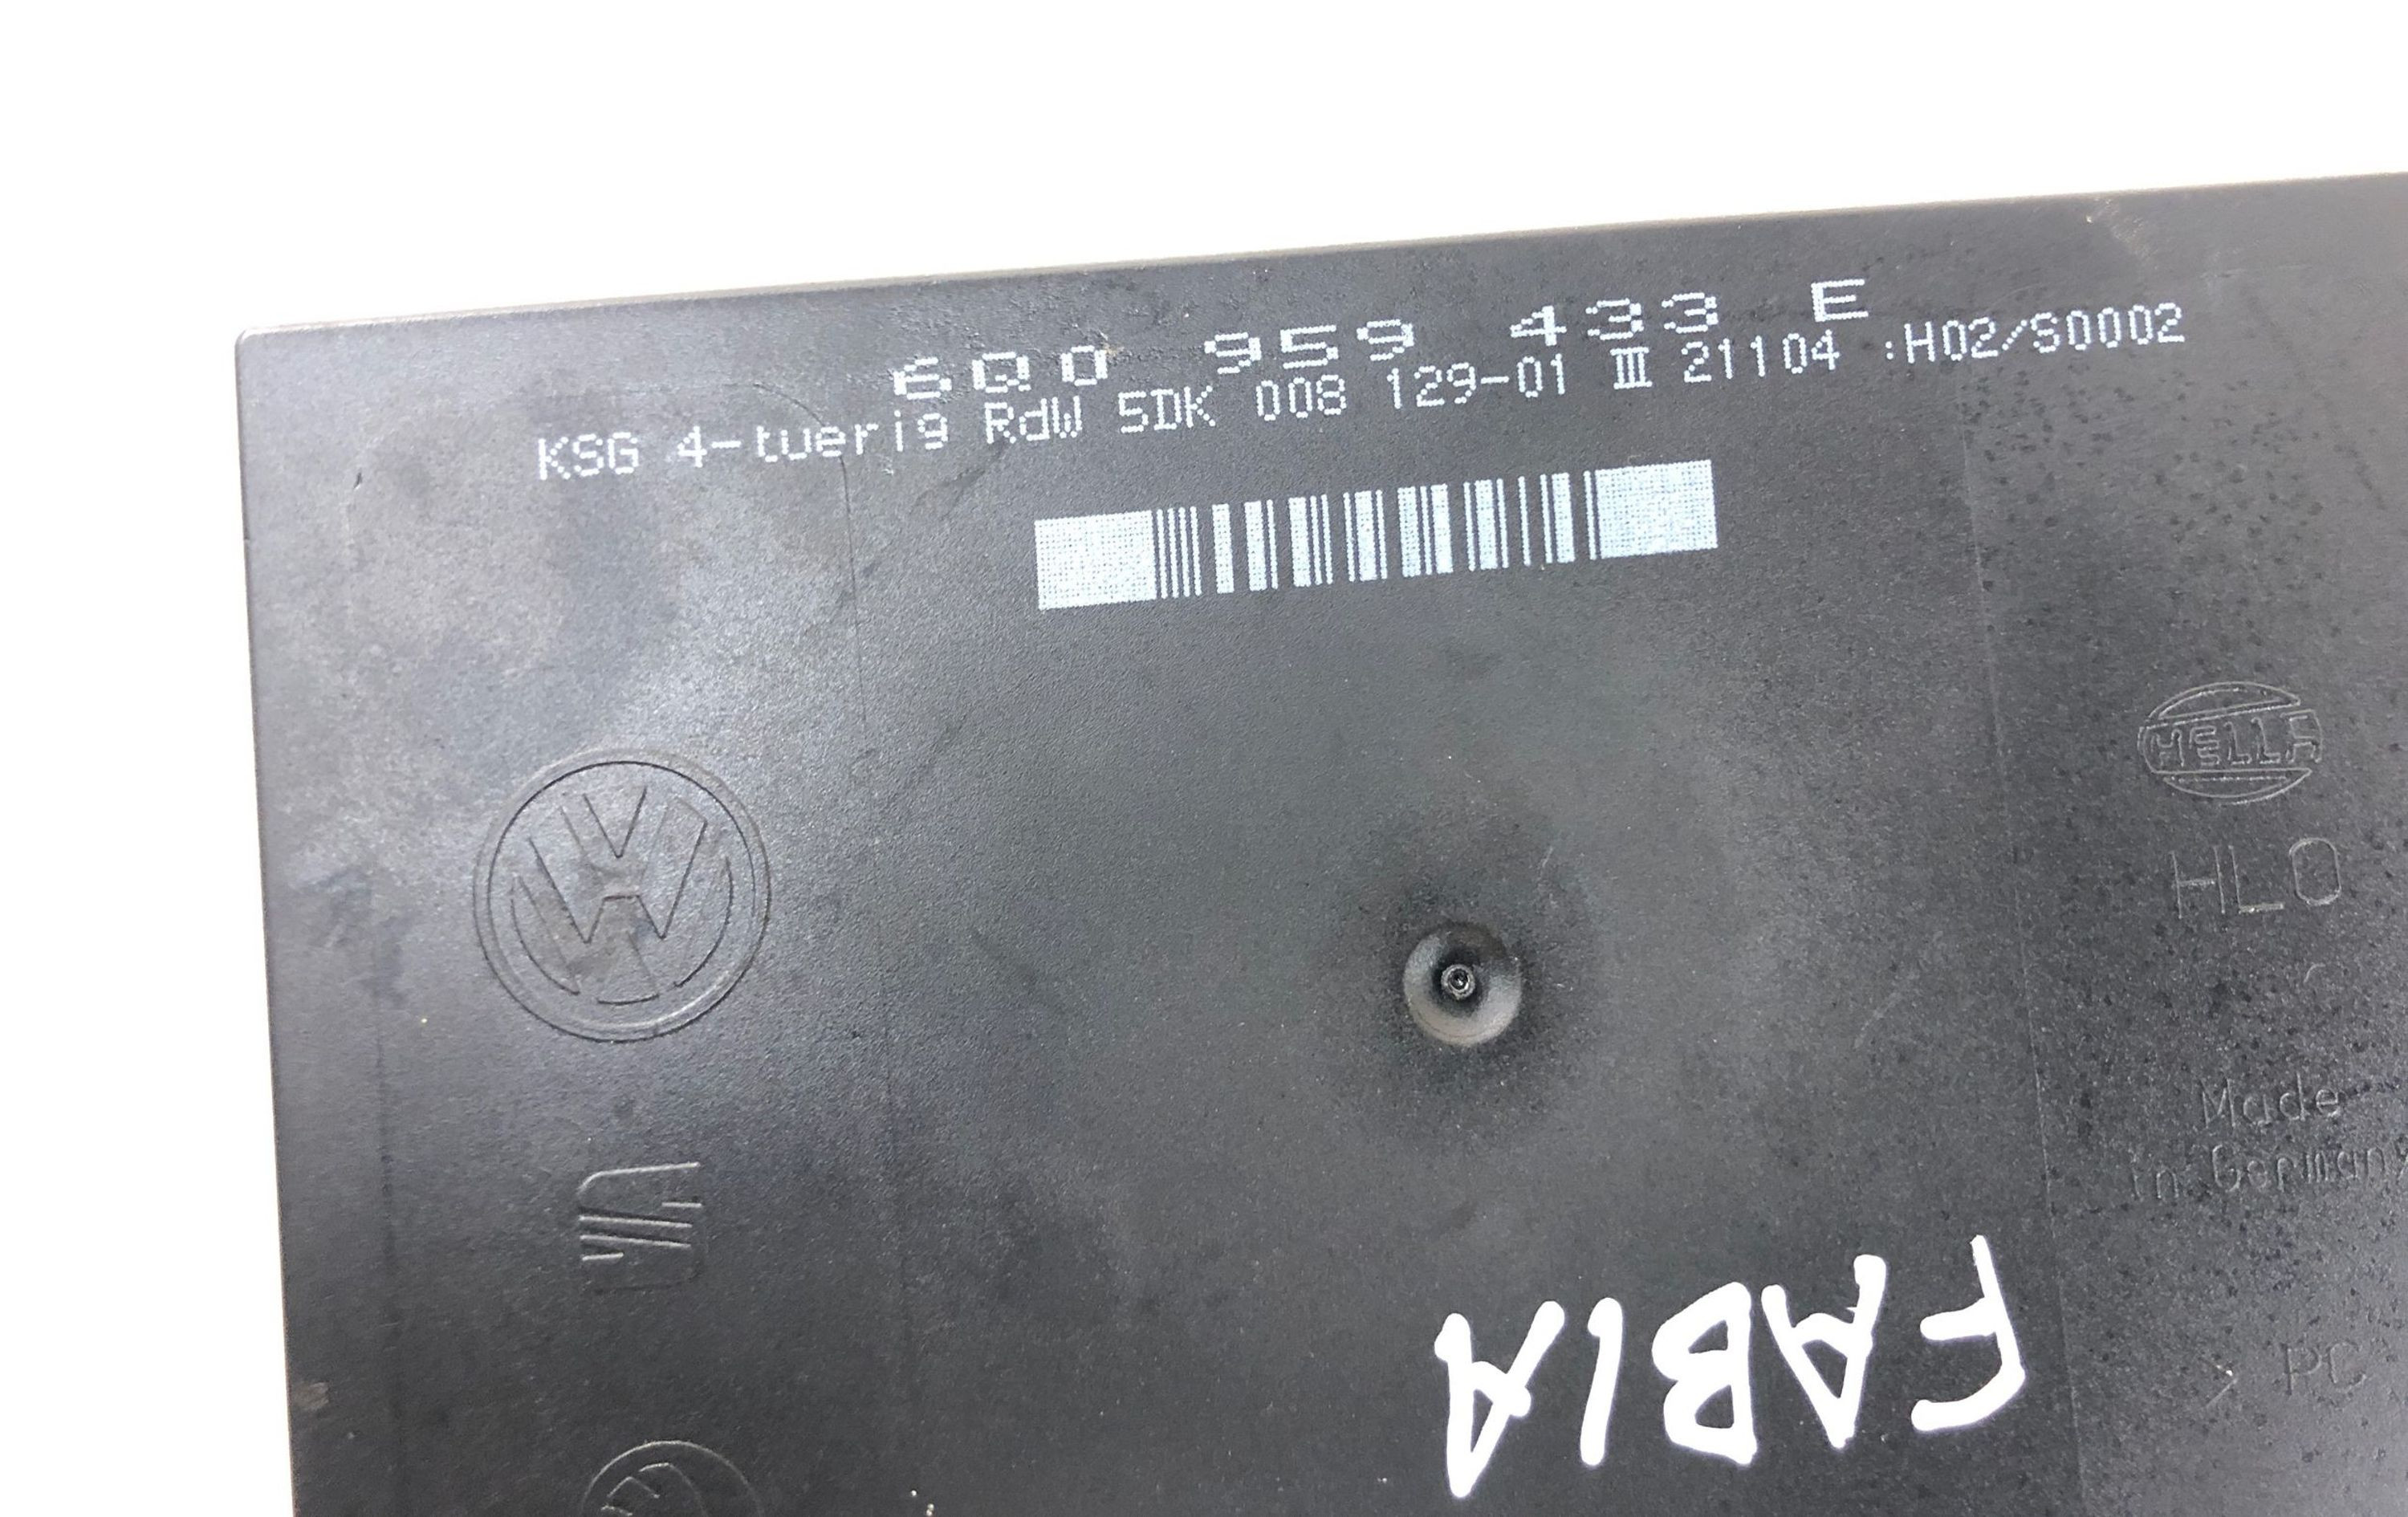 6Q0 959 433 E
KSG 4-tuerig RdW 5DK 008 129-01 III 21104 :H02/S0002
HELLA
HLO
Made
in Germany
> PC
FABIA